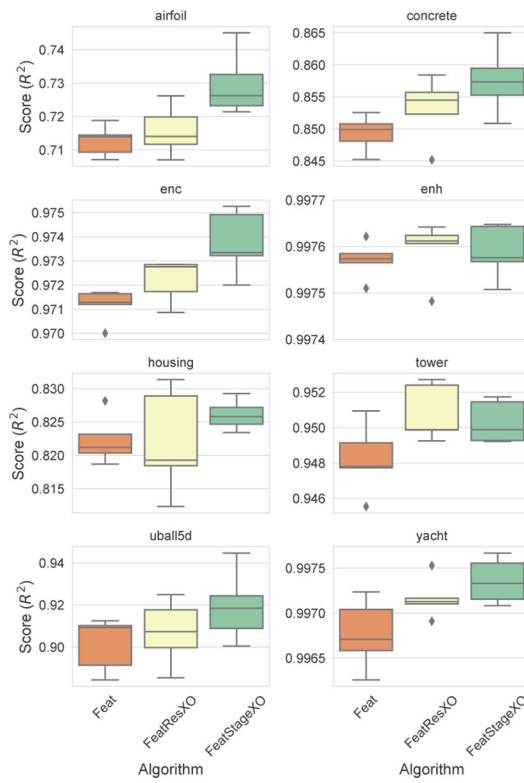 airfoil
concrete
Score (R²)
0.74
0.73
0.72
0.71
0.865
0.860
0.855
0.850
0.845
enc
enh
Score (R²)
0.975
0.974
0.973
0.972
0.971
0.970
0.9977
0.9976
0.9975
0.9974
housing
tower
Score (R²)
0.830
0.825
0.820
0.815
0.952
0.950
0.948
0.946
uball5d
yacht
Score (R²)
0.94
0.92
0.90
0.9975
0.9970
0.9965
Feat
FeatResXO
FeatStageXO
Feat
FeatResXO
FeatStageXO
Algorithm
Algorithm